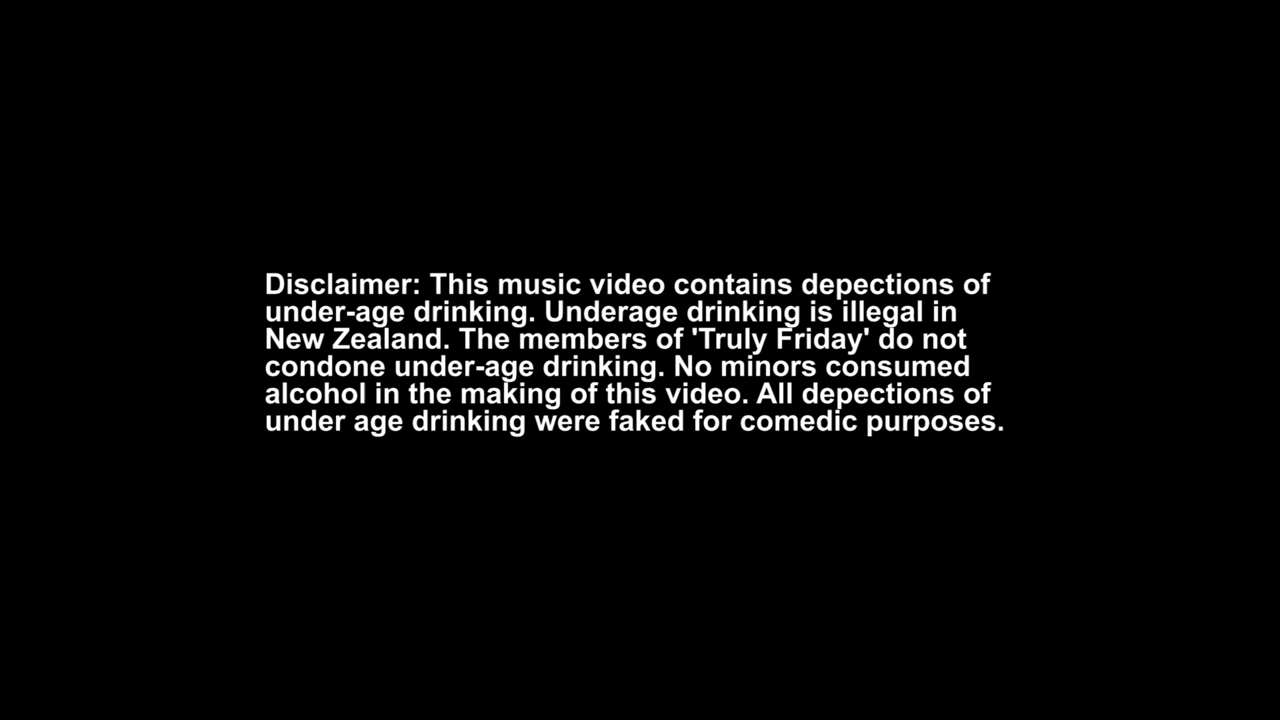 Disclaimer: This music video contains depections of
under-age drinking. Underage drinking is illegal in
New Zealand. The members of 'Truly Friday' do not
condone under-age drinking. No minors consumed
alcohol in the making of this video. All depections of
under age drinking were faked for comedic purposes.